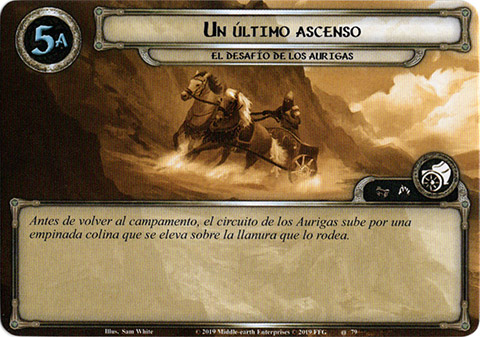 5A
Un último ascenso
El desafío de los Aurigas
Antes de volver al campamento, el circuito de los Aurigas sube por una
empinada colina que se eleva sobre la llanura que lo rodea.
Illus. Sam White
© 2019 Middle-earth Enterprises © 2019 FFG
79